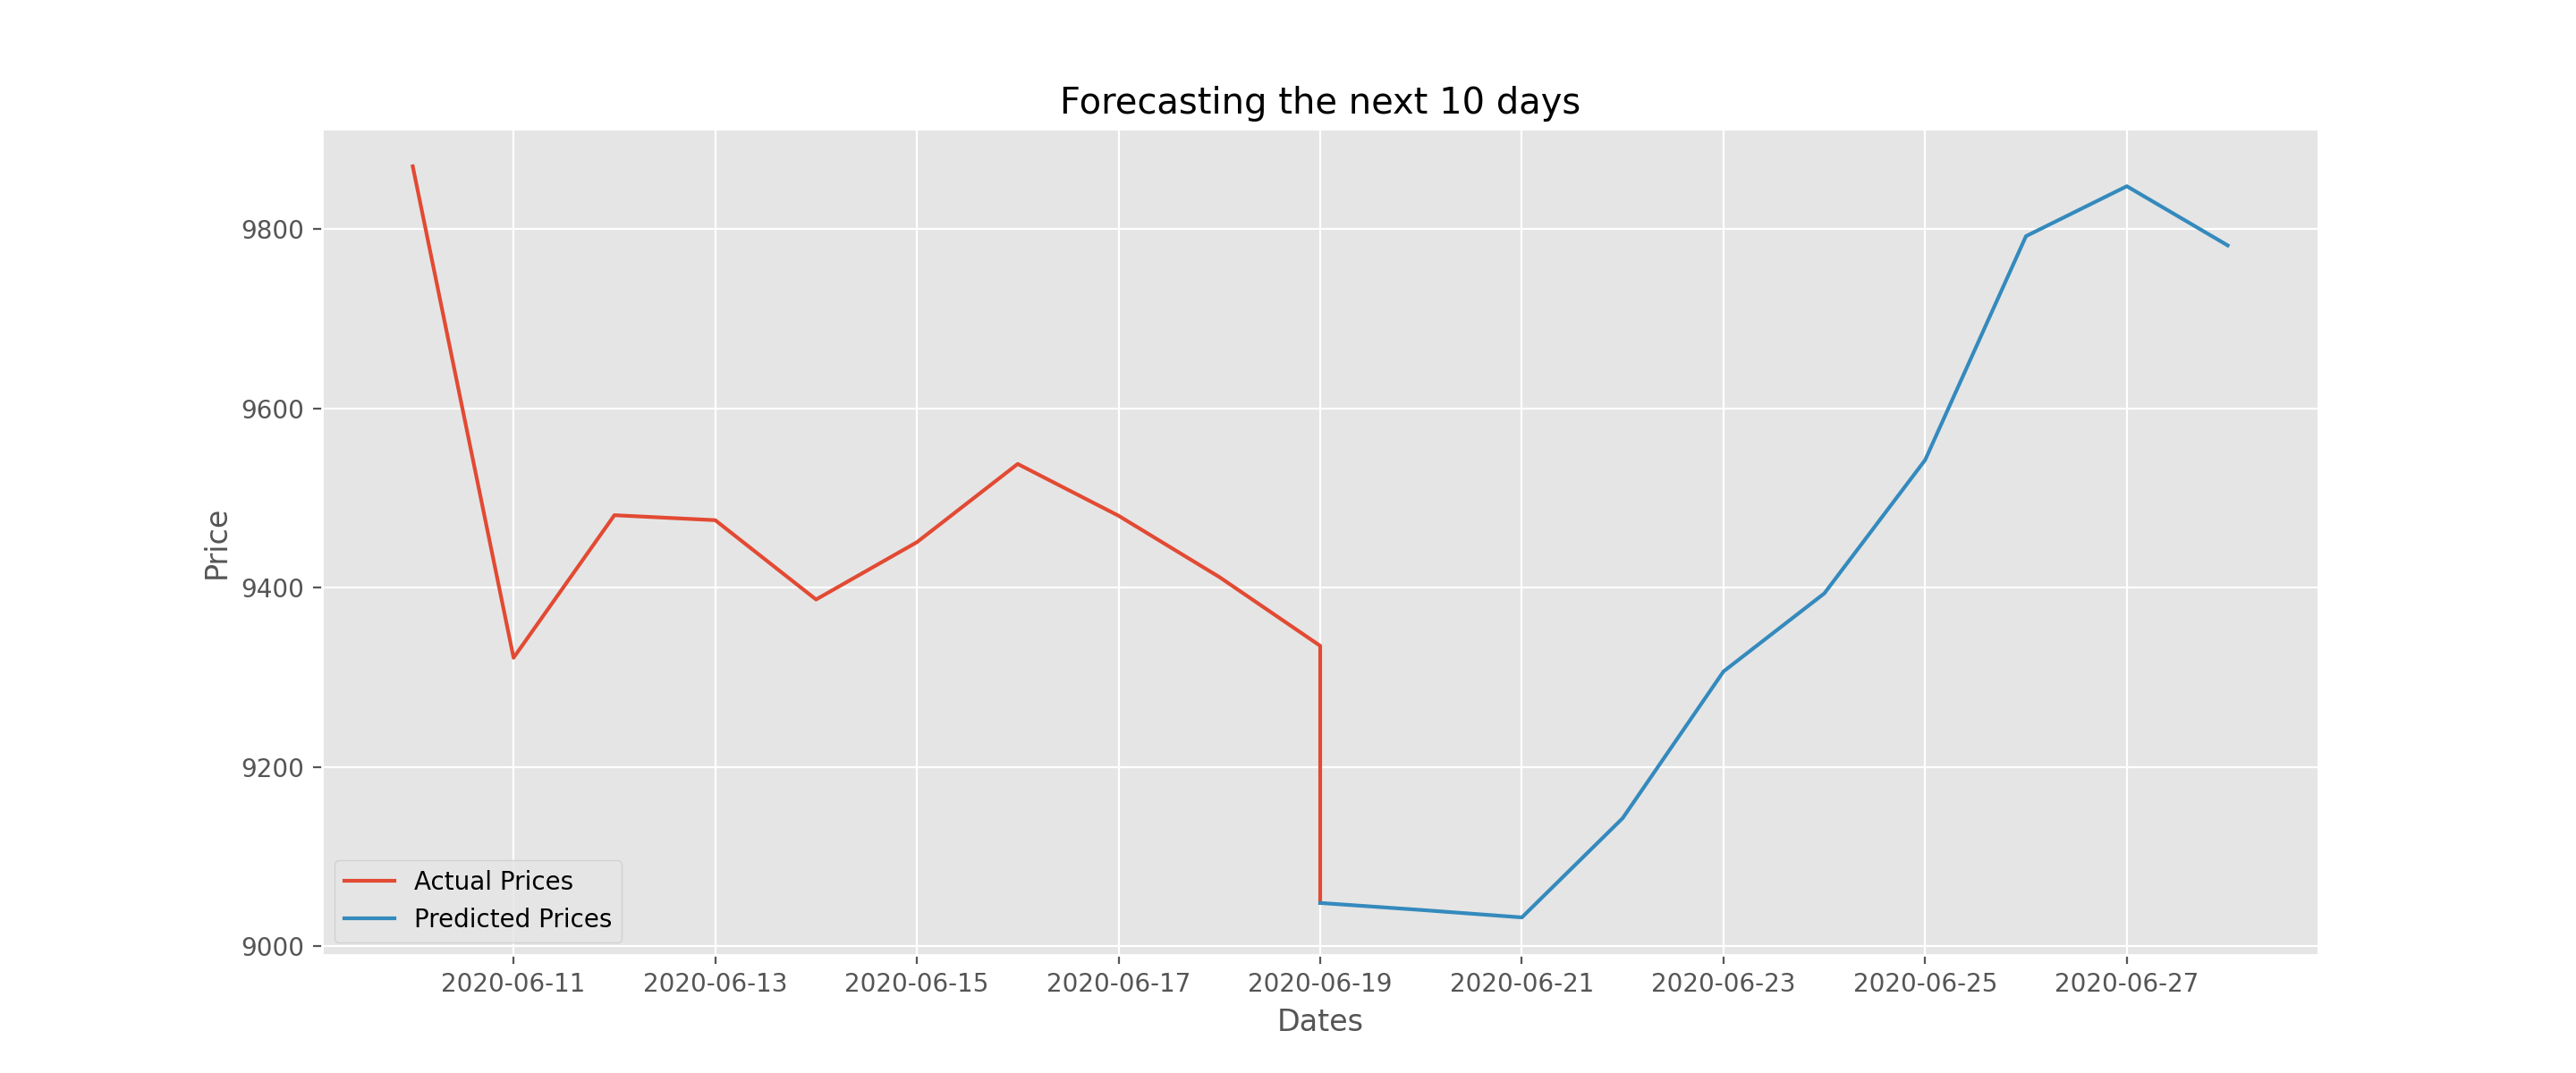 Forecasting the next 10 days
9800
9600
9400
9200
9000
Price
Actual Prices
Predicted Prices
2020-06-11 2020-06-13 2020-06-15 2020-06-17 2020-06-19 2020-06-21 2020-06-23 2020-06-25 2020-06-27
Dates